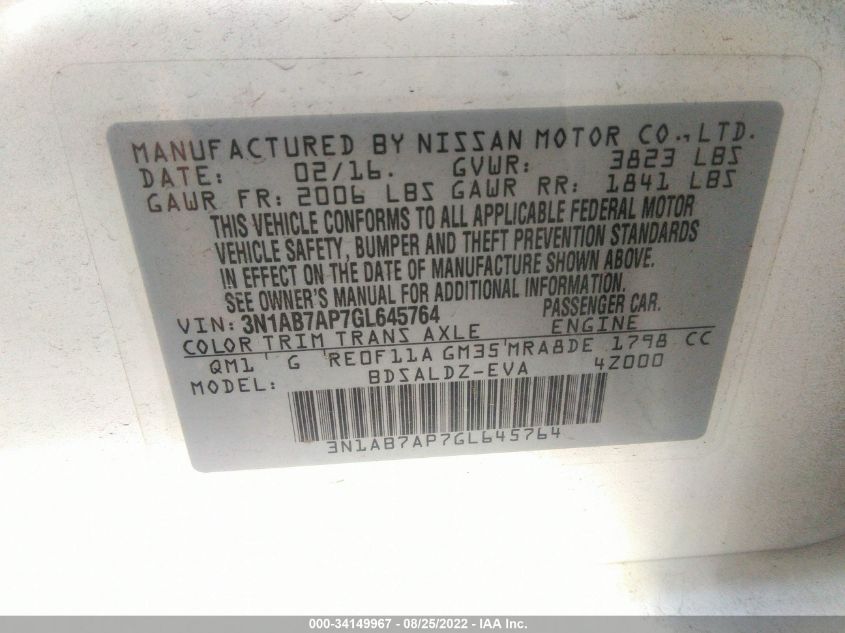 MANUFACTURED BY NISSAN MOTOR CO., LTD.
DATE: 02/16. GVWR: 3823 LBS
GAWR FR: 2006 LBS GAWR RR: 1841 LBS
THIS VEHICLE CONFORMS TO ALL APPLICABLE FEDERAL MOTOR
VEHICLE SAFETY, BUMPER AND THEFT PREVENTION STANDARDS
IN EFFECT ON THE DATE OF MANUFACTURE SHOWN ABOVE.
SEE OWNER'S MANUAL FOR ADDITIONAL INFORMATION.
VIN: 3N1AB7AP7GL645764 PASSENGER CAR.
COLOR TRIM TRANS AXLE ENGINE
QM1 G RE0F11A GM35 MRA8DE 1798 CC
MODEL: BDSALDZ-EVA 4Z000
3N1AB7AP7GL645764
000-34149967 - 08/25/2022 - IAA Inc.